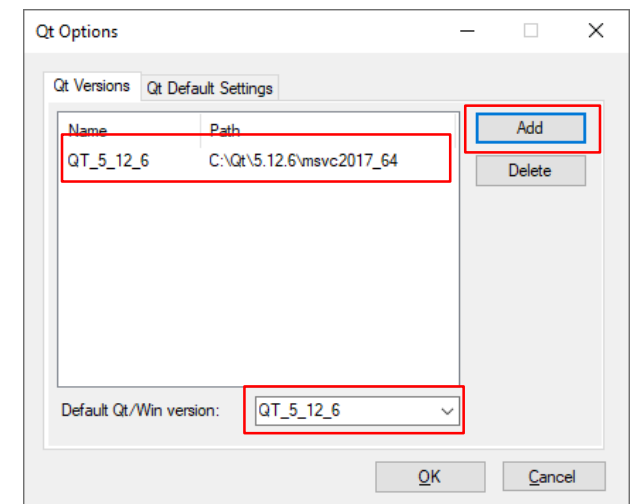 Qt Options
Qt Versions Qt Default Settings
Name Path
QT_5_12_6 C:\Qt\5.12.6\msvc2017_64
Add
Delete
Default Qt/Win version: QT_5_12_6
OK Cancel